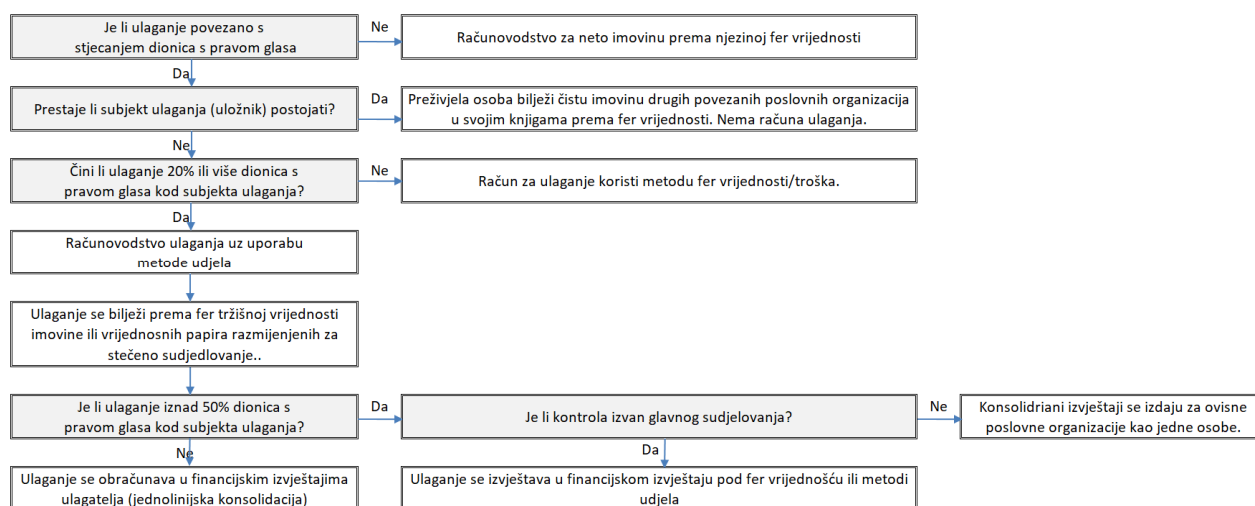 Je li ulaganje povezano s
stjecanjem dionica s pravom glasa
Ne
Računovodstvo za neto imovinu prema njezinoj fer vrijednosti
Da
Prestaje li subjekt ulaganja (uložnik) postojati?
Da
Preživjela osoba bilježi čistu imovinu drugih povezanih poslovnih organizacija
u svojim knjigama prema fer vrijednosti. Nema računa ulaganja.
Ne
Čini li ulaganje 20% ili više dionica s
pravom glasa kod subjekta ulaganja?
Ne
Račun za ulaganje koristi metodu fer vrijednosti/troška.
Da
Računovodstvo ulaganja uz uporabu
metode udjela
Ulaganje se bilježi prema fer tržišnoj vrijednosti
imovine ili vrijednosnih papira razmijenjenih za
stečeno sudjedlovanje..
Je li ulaganje iznad 50% dionica s
pravom glasa kod subjekta ulaganja?
Da
Je li kontrola izvan glavnog sudjelovanja?
Ne
Konsolidriani izvještaji se izdaju za ovisne
poslovne organizacije kao jedne osobe.
Ne
Da
Ulaganje se obračunava u financijskim izvještajima
ulagatelja (jednolinijska konsolidacija)
Ulaganje se izvještava u financijskom izvještaju pod fer vrijednošću ili metodi
udjela